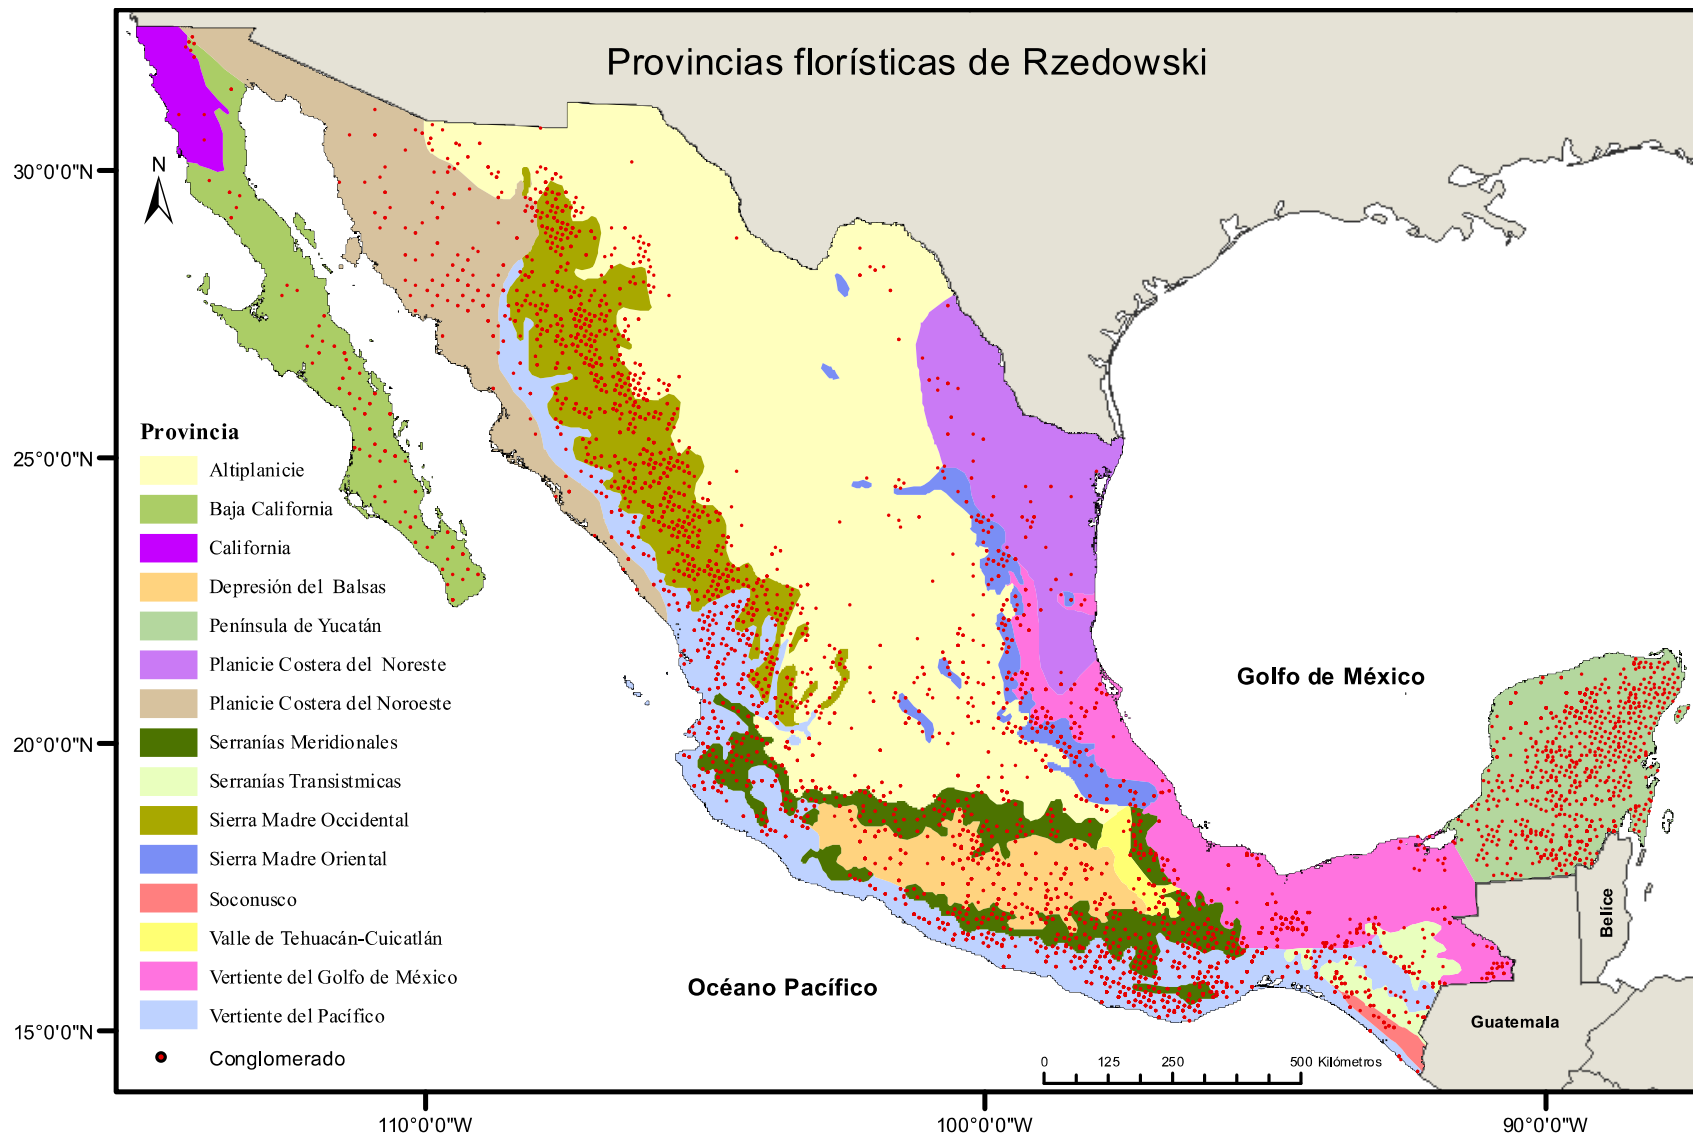 Provincias florísticas de Rzedowski
N
30°0'0"N
25°0'0"N
20°0'0"N
15°0'0"N
Provincia
Altiplanicie
Baja California
California
Depresión del Balsas
Península de Yucatán
Planicie Costera del Noreste
Planicie Costera del Noroeste
Serranías Meridionales
Serranías Transístmicas
Sierra Madre Occidental
Sierra Madre Oriental
Soconusco
Valle de Tehuacán-Cuicatlán
Vertiente del Golfo de México
Vertiente del Pacífico
Conglomerado
Golfo de México
Océano Pacífico
Belíce
Guatemala
0 125 250 500 Kilómetros
110°0'0"W 100°0'0"W 90°0'0"W